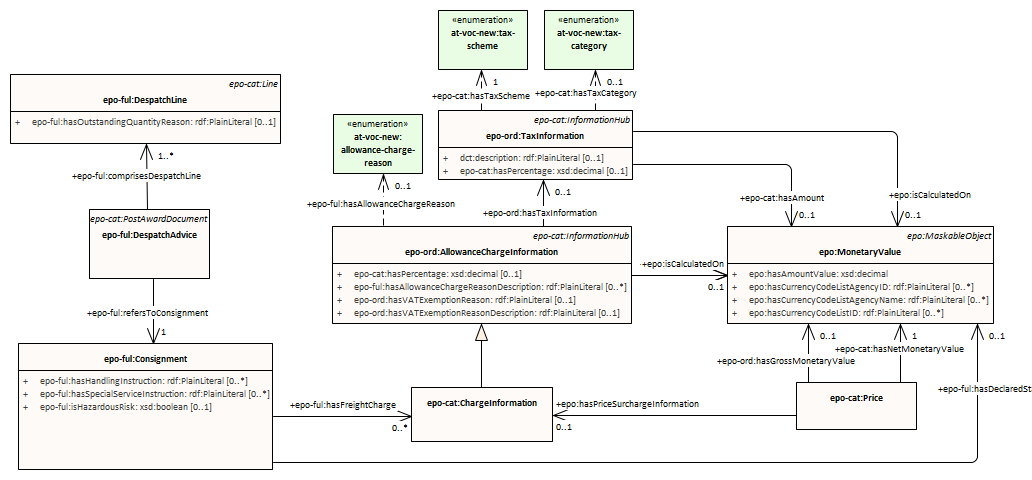 «enumeration»
at-voc-new:tax-
scheme
«enumeration»
at-voc-new:tax-
category
1
+epo-cat:hasTaxScheme
0..1
+epo-cat:hasTaxCategory
epo-cat:Line
epo-ful:DespatchLine
+ epo-ful:hasOutstandingQuantityReason: rdf:PlainLiteral [0..1]
1..*
+epo-ful:comprisesDespatchLine
epo-cat:PostAwardDocument
epo-ful:DespatchAdvice
+epo-ful:refersToConsignment
1
«enumeration»
at-voc-new:
allowance-charge-
reason
0..1
+epo-ful:hasAllowanceChargeReason
epo-cat:InformationHub
epo-ord:TaxInformation
+ dct:description: rdf:PlainLiteral [0..1]
+ epo-cat:hasPercentage: xsd:decimal [0..1]
0..1
+epo-ord:hasTaxInformation
+epo-cat:hasAmount
0..1
+epo:isCalculatedOn
0..1
epo-cat:InformationHub
epo-ord:AllowanceChargeInformation
+ epo-cat:hasPercentage: xsd:decimal [0..1]
+ epo-ful:hasAllowanceChargeReasonDescription: rdf:PlainLiteral [0..*]
+ epo-ord:hasVATExemptionReason: rdf:PlainLiteral [0..1]
+ epo-ord:hasVATExemptionReasonDescription: rdf:PlainLiteral [0..1]
+epo:isCalculatedOn
0..1
epo:MaskableObject
epo:MonetaryValue
+ epo:hasAmountValue: xsd:decimal
+ epo:hasCurrencyCodeListAgencyID: rdf:PlainLiteral [0..*]
+ epo:hasCurrencyCodeListAgencyName: rdf:PlainLiteral [0..*]
+ epo:hasCurrencyCodeListID: rdf:PlainLiteral [0..*]
0..1
+epo-ord:hasGrossMonetaryValue
1
+epo-cat:hasNetMonetaryValue
0..1
+epo-ful:hasDeclaredSta
epo-ful:Consignment
+ epo-ful:hasHandlingInstruction: rdf:PlainLiteral [0..*]
+ epo-ful:hasSpecialServiceInstruction: rdf:PlainLiteral [0..*]
+ epo-ful:isHazardousRisk: xsd:boolean [0..1]
+epo-ful:hasFreightCharge
0..*
epo-cat:ChargeInformation
+epo:hasPriceSurchargeInformation
0..1
epo-cat:Price